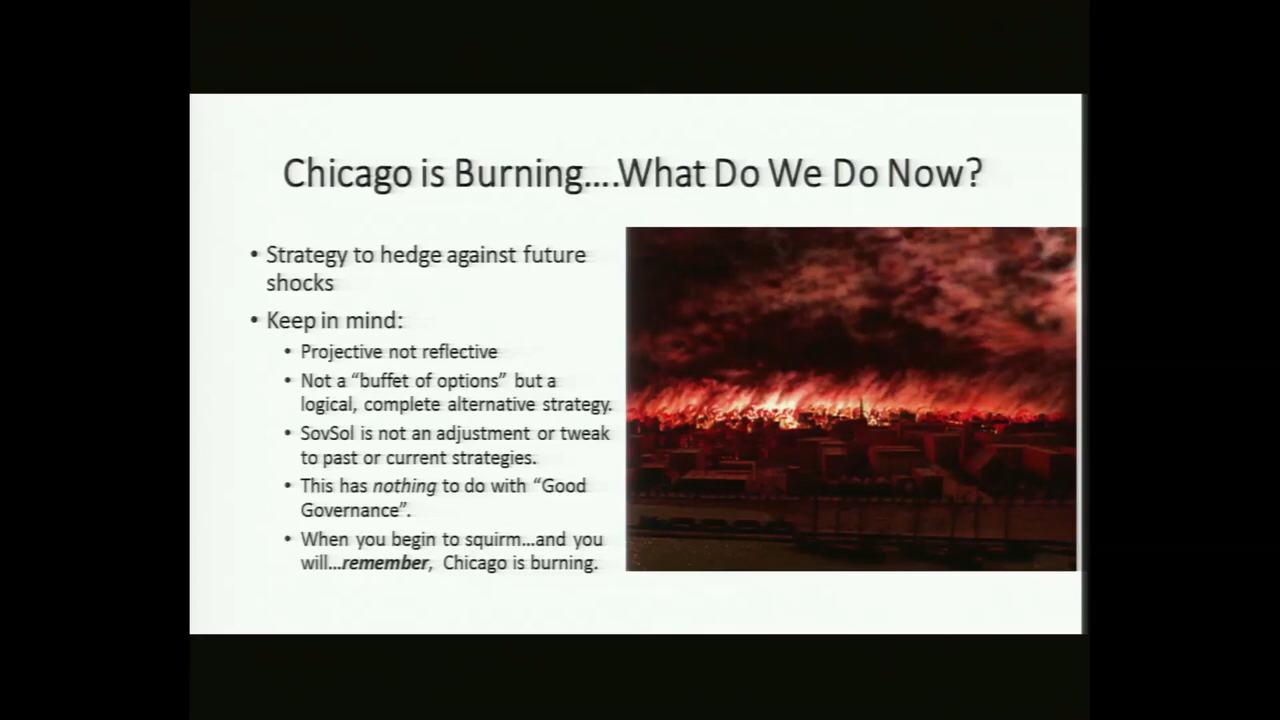 Chicago is Burning....What Do We Do Now?
• Strategy to hedge against future
shocks
• Keep in mind:
• Projective not reflective
• Not a “buffet of options” but a
logical, complete alternative strategy.
• SovSol is not an adjustment or tweak
to past or current strategies.
• This has nothing to do with “Good
Governance”.
• When you begin to squirm…and you
will…remember, Chicago is burning.